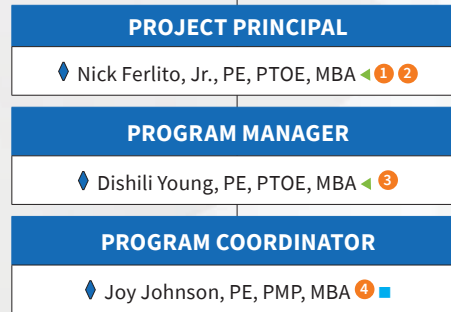 PROJECT PRINCIPAL
Nick Ferlito, Jr., PE, PTOE, MBA 1 2
PROGRAM MANAGER
Dishili Young, PE, PTOE, MBA 3
PROGRAM COORDINATOR
Joy Johnson, PE, PMP, MBA 4